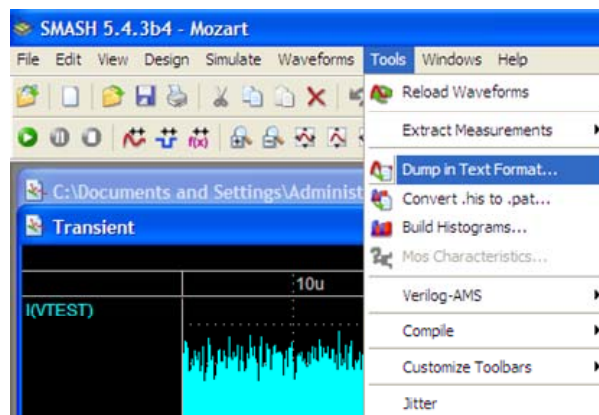 SMASH 5.4.3b4 - Mozart
File Edit View Design Simulate Waveforms Tools Windows Help
Reload Waveforms
f(x)
Extract Measurements
Dump in Text Format...
C:\Documents and Settings\Administ
Convert .his to .pat...
Transient
Build Histograms...
Mos Characteristics...
10u
Verilog-AMS
I(VTEST)
Compile
Customize Toolbars
Jitter